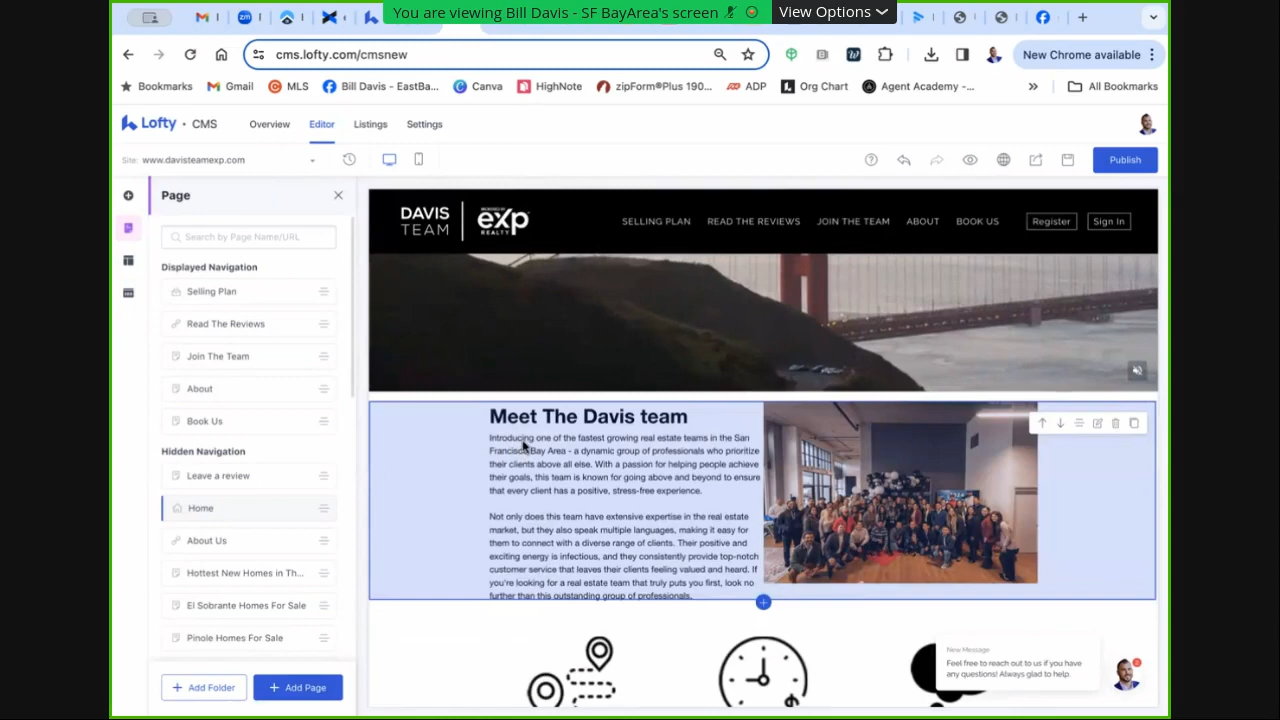 You are viewing Bill Davis - SF BayArea's screen
View Options
cms.lofty.com/cmsnew
New Chrome available
Bookmarks
Gmail
MLS
Bill Davis - EastBa...
Canva
HighNote
zipForm®Plus 190...
ADP
Org Chart
Agent Academy -...
All Bookmarks
Lofty • CMS
Overview
Editor
Listings
Settings
Site: www.davisteamexp.com
Publish
Page
Search by Page Name/URL
Displayed Navigation
Selling Plan
Read The Reviews
Join The Team
About
Book Us
Hidden Navigation
Leave a review
Home
About Us
Hottest New Homes in Th...
El Sobrante Homes For Sale
Pinole Homes For Sale
Add Folder
Add Page
DAVIS TEAM
exp
REALTY
SELLING PLAN
READ THE REVIEWS
JOIN THE TEAM
ABOUT
BOOK US
Register
Sign In
Meet The Davis team
Introducing one of the fastest growing real estate teams in the San
Francisco Bay Area - a dynamic group of professionals who prioritize
their clients above all else. With a passion for helping people achieve
their goals, this team is known for going above and beyond to ensure
that every client has a positive, stress-free experience.
Not only does this team have extensive expertise in the real estate
market, but they also speak multiple languages, making it easy for
them to connect with a diverse range of clients. Their positive and
exciting energy is infectious, and they consistently provide top-notch
customer service that leaves their clients feeling valued and heard. If
you're looking for a real estate team that truly puts you first, look no
further than this outstanding group of professionals.
New Message
Feel free to reach out to us if you have
any questions! Always glad to help.
2